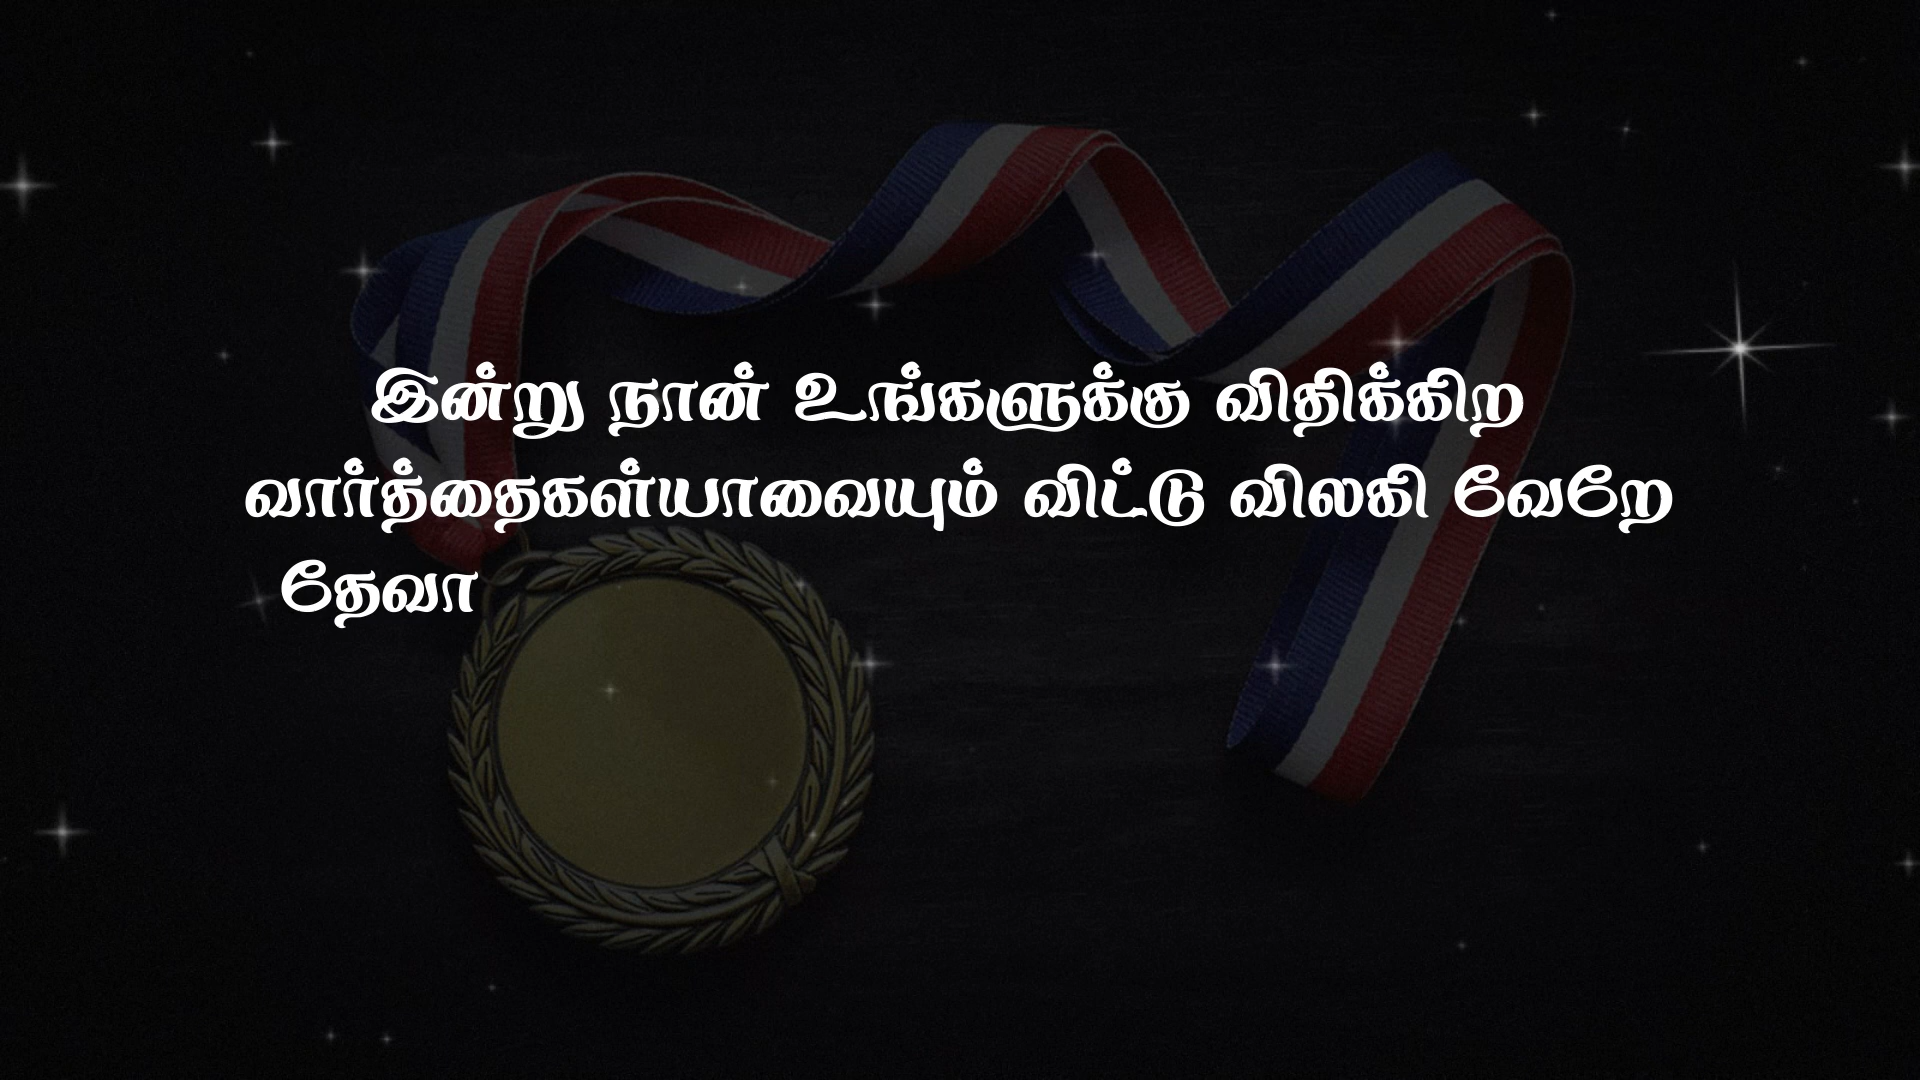 இன்று நான் உங்களுக்கு விதிக்கிற
வார்த்தைகள்யாவையும் விட்டு விலகி வேறே
தேவா